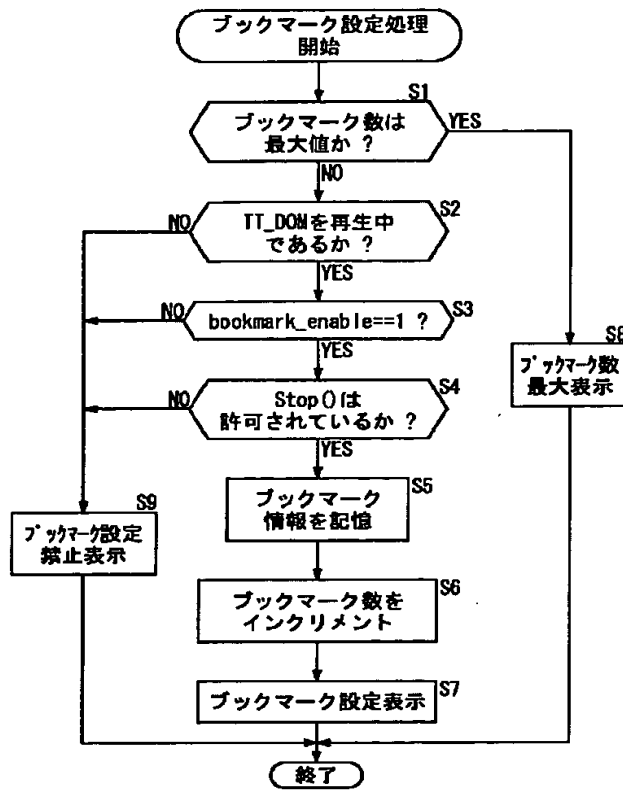 ブックマーク設定処理
開始
S1
ブックマーク数は
最大値か ?
YES
NO
S2
TT_DOMを再生中
であるか ?
NO
YES
S3
bookmark_enable==1 ?
NO
YES
S4
Stop()は
許可されているか ?
NO
YES
S8
ブックマーク数
最大表示
S5
ブックマーク
情報を記憶
S9
ブックマーク設定
禁止表示
S6
ブックマーク数を
インクリメント
S7
ブックマーク設定表示
終了